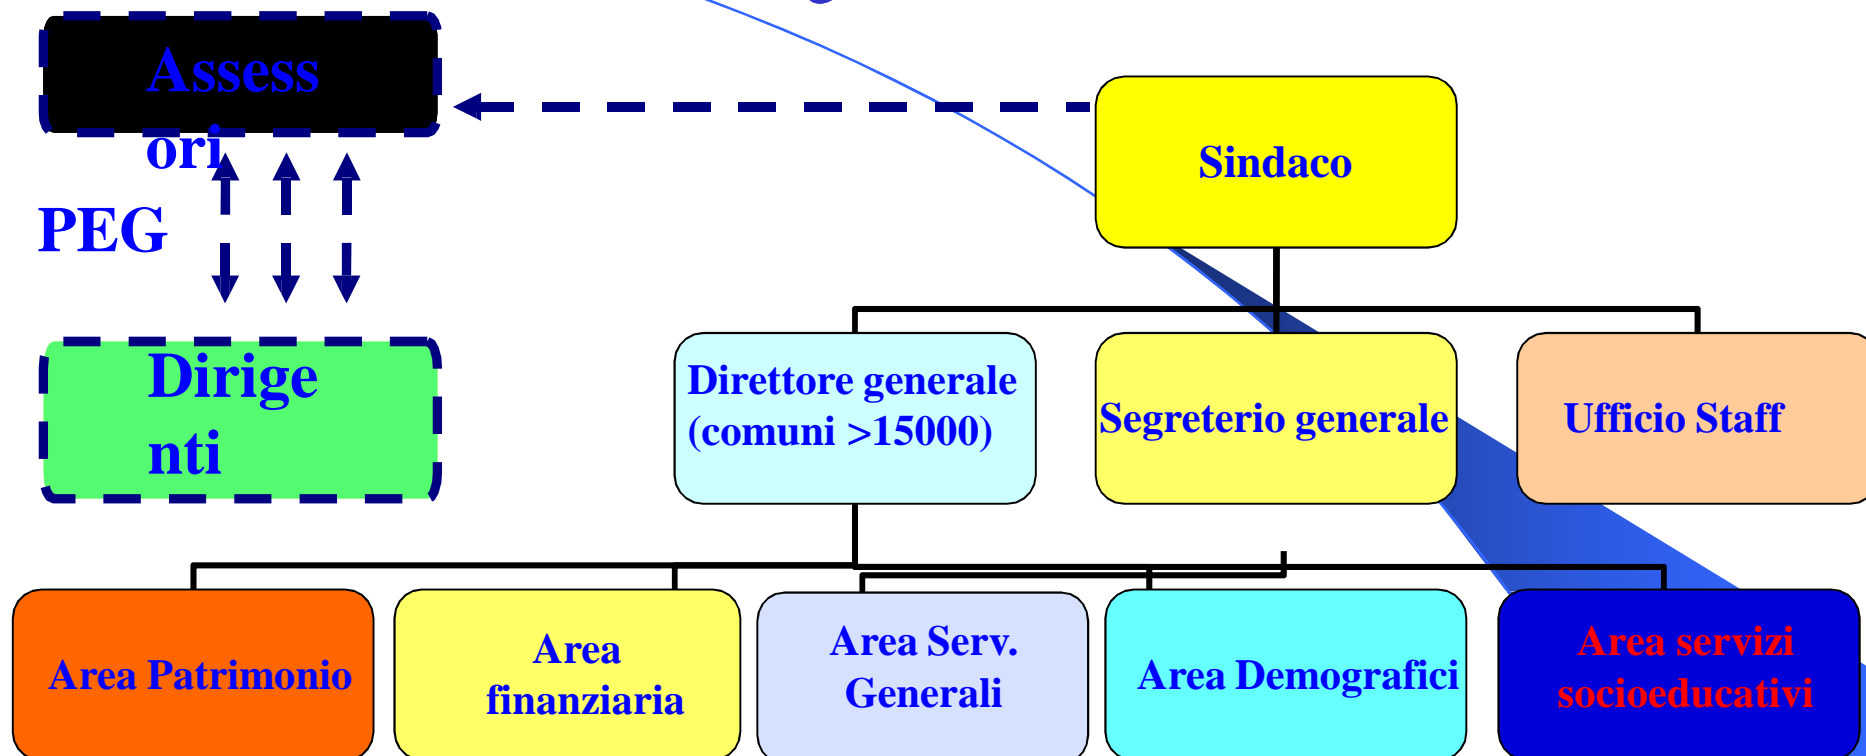 Assess
ori
PEG
Dirige
nti
Sindaco
Direttore generale
(comuni >15000)
Segreterio generale
Ufficio Staff
Area Patrimonio
Area
finanziaria
Area Serv.
Generali
Area Demografici
Area servizi
socioeducativi